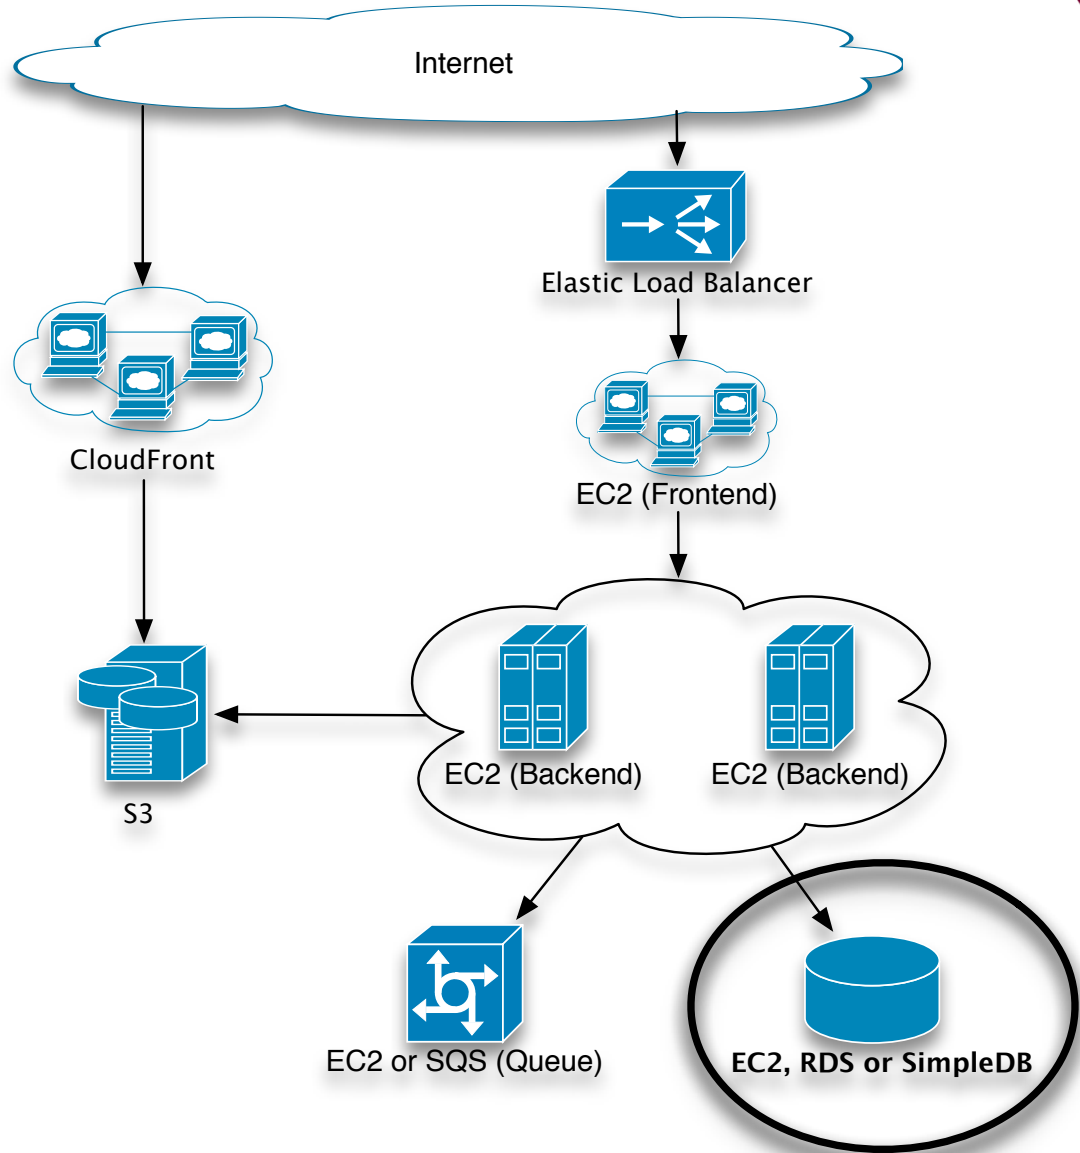 Internet
Elastic Load Balancer
CloudFront
EC2 (Frontend)
EC2 (Backend)
EC2 (Backend)
S3
EC2 or SQS (Queue)
EC2, RDS or SimpleDB